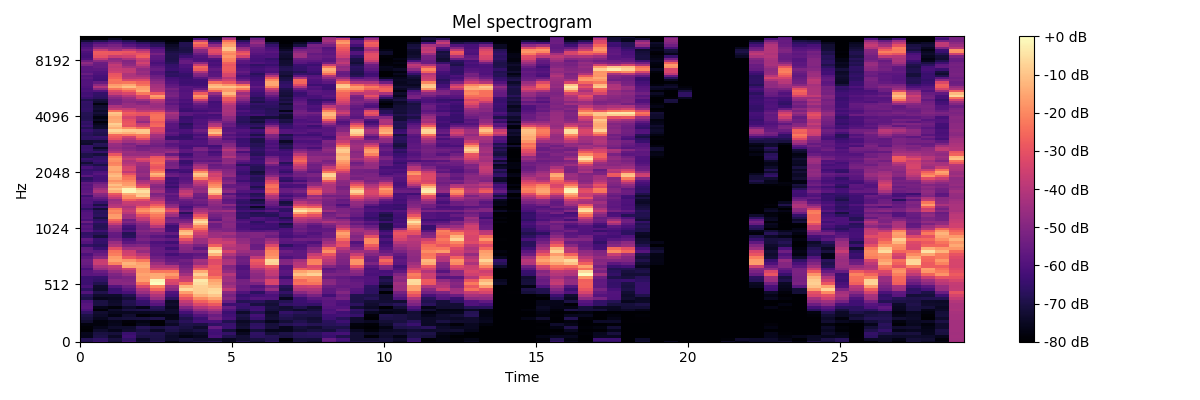 Mel spectrogram
+0 dB
8192
-10 dB
4096
-20 dB
-30 dB
2048
Hz
-40 dB
1024
-50 dB
-60 dB
512
-70 dB
0
-80 dB
0 5 10 15 20 25
Time